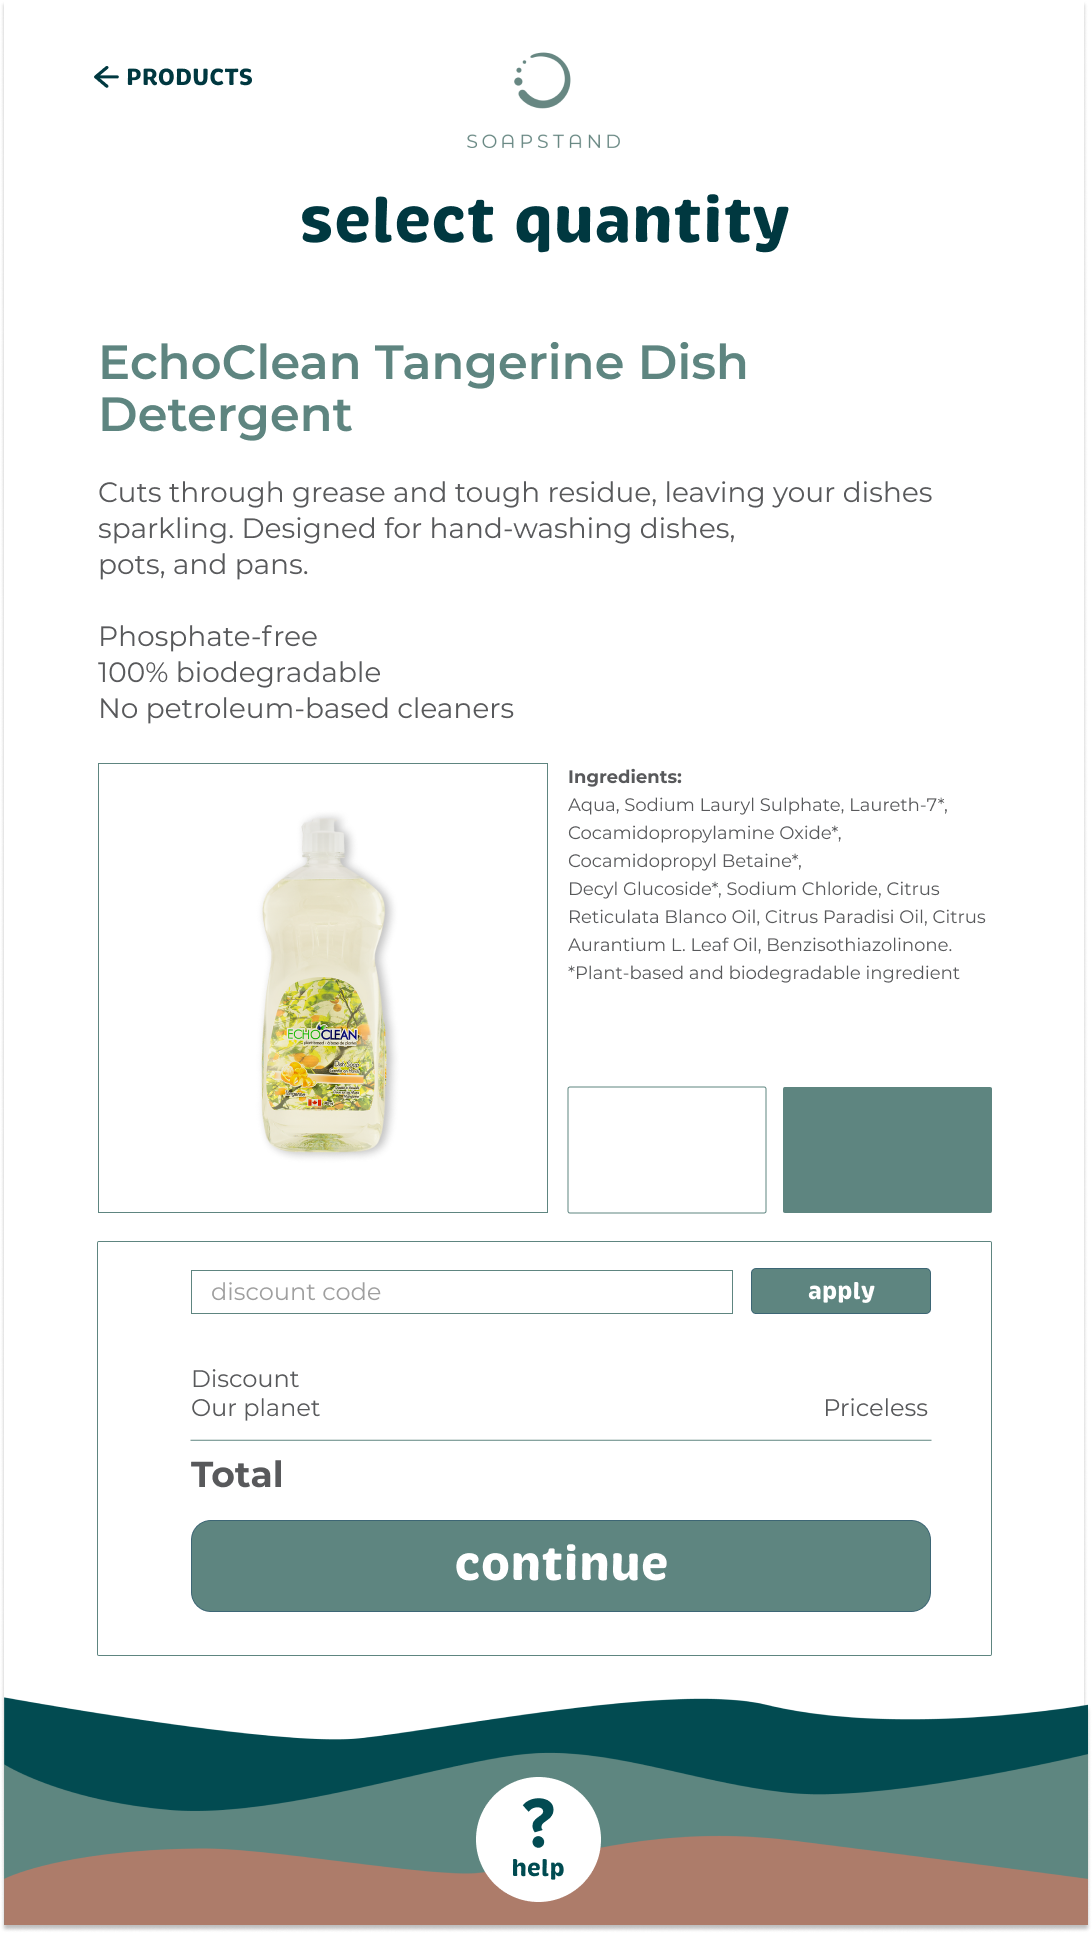 ← PRODUCTS
SOAPSTAND
select quantity
EchoClean Tangerine Dish
Detergent
Cuts through grease and tough residue, leaving your dishes
sparkling. Designed for hand-washing dishes,
pots, and pans.
Phosphate-free
100% biodegradable
No petroleum-based cleaners
Ingredients:
Aqua, Sodium Lauryl Sulphate, Laureth-7*,
Cocamidopropylamine Oxide*,
Cocamidopropyl Betaine*,
Decyl Glucoside*, Sodium Chloride, Citrus
Reticulata Blanco Oil, Citrus Paradisi Oil, Citrus
Aurantium L. Leaf Oil, Benzisothiazolinone.
*Plant-based and biodegradable ingredient
ECHOCLEAN
discount code
apply
Discount
Our planet Priceless
Total
continue
?
help